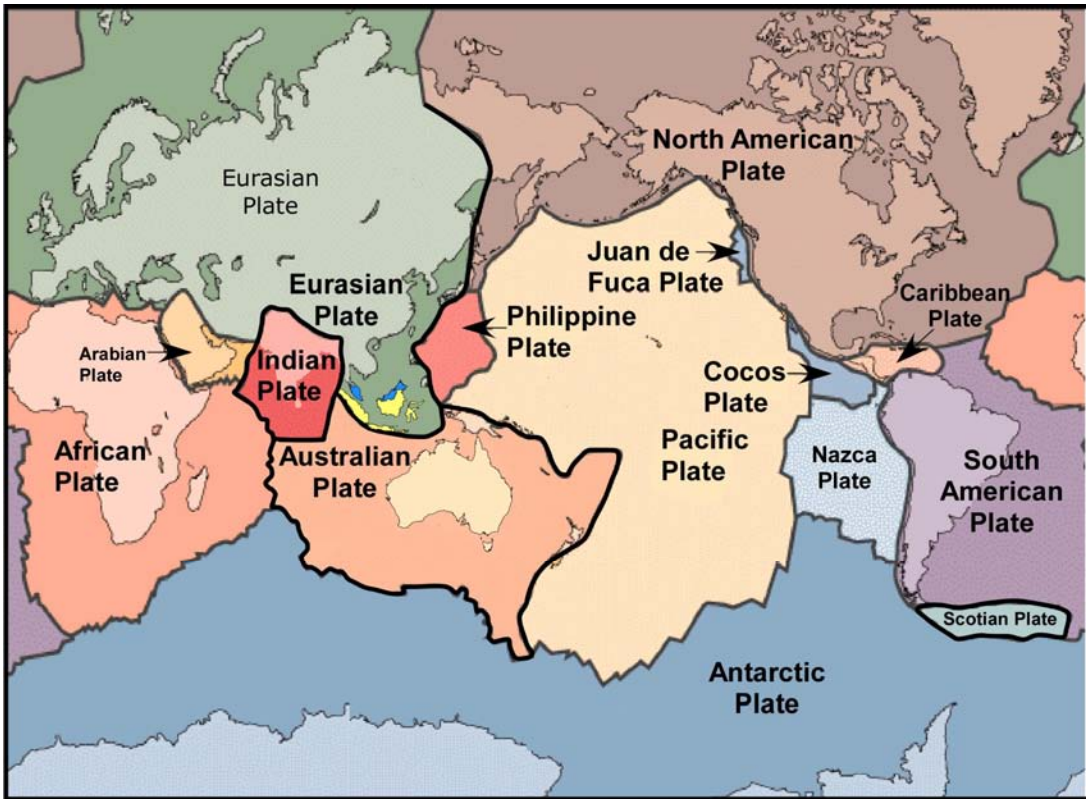 North American
Plate
Eurasian
Plate
Juan de
Fuca Plate
Eurasian
Plate
Caribbean
Plate
Philippine
Plate
Arabian
Plate
Indian
Plate
Cocos
Plate
African
Plate
Australian
Plate
Pacific
Plate
Nazca
Plate
South
American
Plate
Scotian Plate
Antarctic
Plate